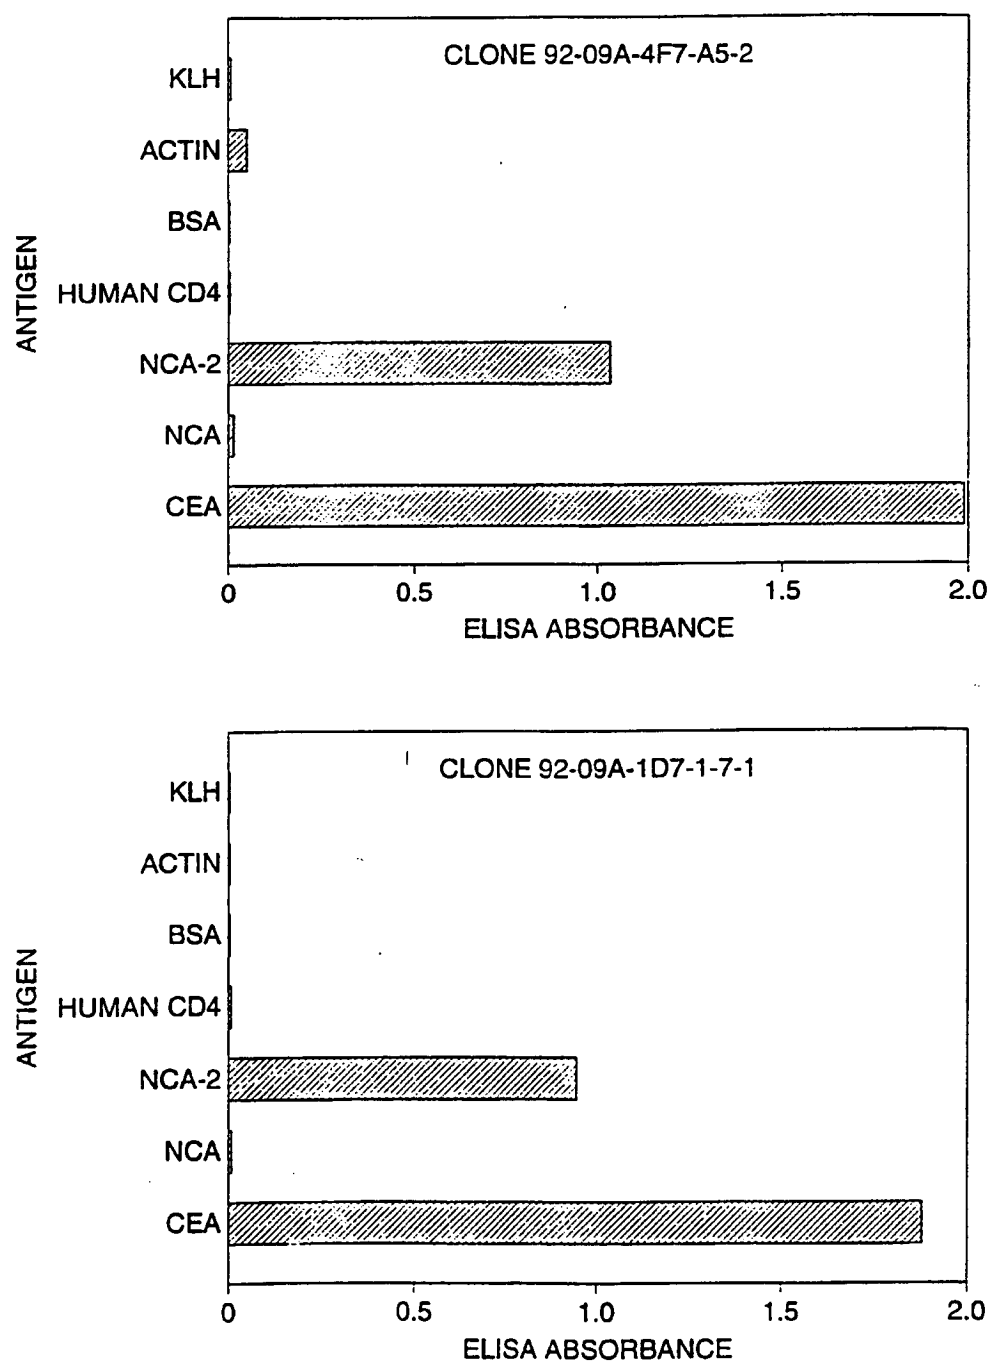 CLONE 92-09A-4F7-A5-2
KLH
ACTIN
BSA
HUMAN CD4
NCA-2
NCA
CEA
ANTIGEN
0 0.5 1.0 1.5 2.0
ELISA ABSORBANCE
CLONE 92-09A-1D7-1-7-1
KLH
ACTIN
BSA
HUMAN CD4
NCA-2
NCA
CEA
ANTIGEN
0 0.5 1.0 1.5 2.0
ELISA ABSORBANCE